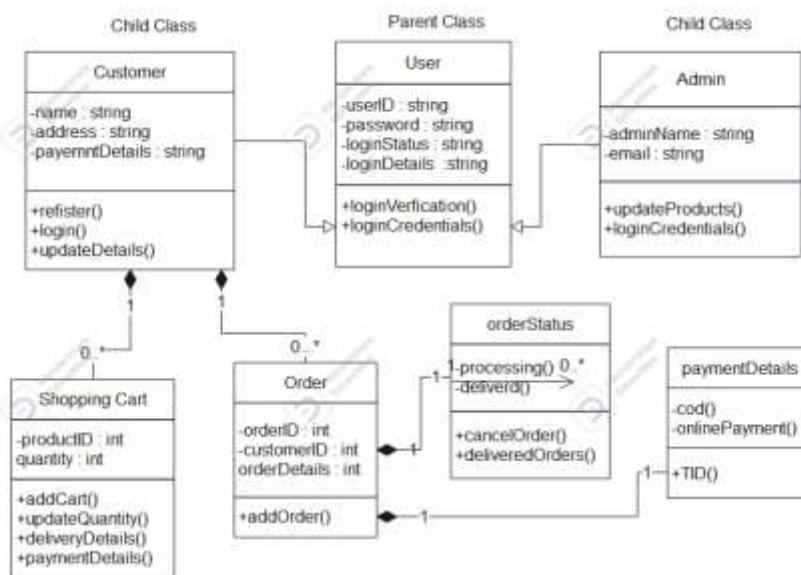 Child Class
Parent Class
Child Class
Customer
-name : string
-address : string
-payemntDetails : string
+refister()
+login()
+updateDetails()
User
-userID : string
-password : string
-loginStatus : string
-loginDetails :string
+loginVerfication()
+loginCredentials()
Admin
-adminName : string
-email : string
+updateProducts()
+loginCredentials()
1
1
0...*
0...*
Shopping Cart
-productID : int
quantity : int
+addCart()
+updateQuantity()
+deliveryDetails()
+paymentDetails()
Order
-orderID : int
-customerID : int
orderDetails : int
+addOrder()
1
1
orderStatus
-processing()
-deliverd()
0...*
+cancelOrder()
+deliveredOrders()
1
1
paymentDetails
-cod()
-onlinePayment()
+TID()